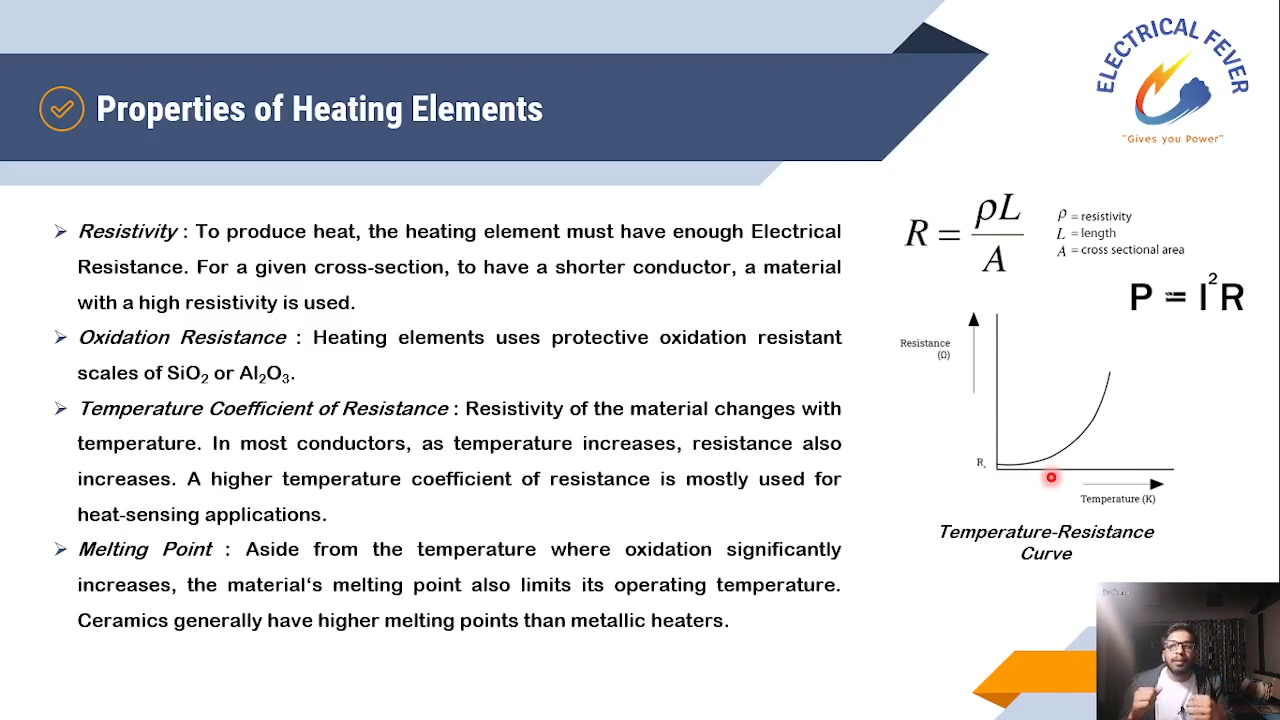 ELECTRICAL FEVER
"Gives you Power"
Properties of Heating Elements
➢ Resistivity : To produce heat, the heating element must have enough Electrical
Resistance. For a given cross-section, to have a shorter conductor, a material
with a high resistivity is used.
➢ Oxidation Resistance : Heating elements uses protective oxidation resistant
scales of SiO₂ or Al₂O₃.
➢ Temperature Coefficient of Resistance : Resistivity of the material changes with
temperature. In most conductors, as temperature increases, resistance also
increases. A higher temperature coefficient of resistance is mostly used for
heat-sensing applications.
➢ Melting Point : Aside from the temperature where oxidation significantly
increases, the material‘s melting point also limits its operating temperature.
Ceramics generally have higher melting points than metallic heaters.
R = ρL / A
ρ = resistivity
L = length
A = cross sectional area
P = I²R
Resistance
(Ω)
R
Temperature (K)
Temperature-Resistance
Curve